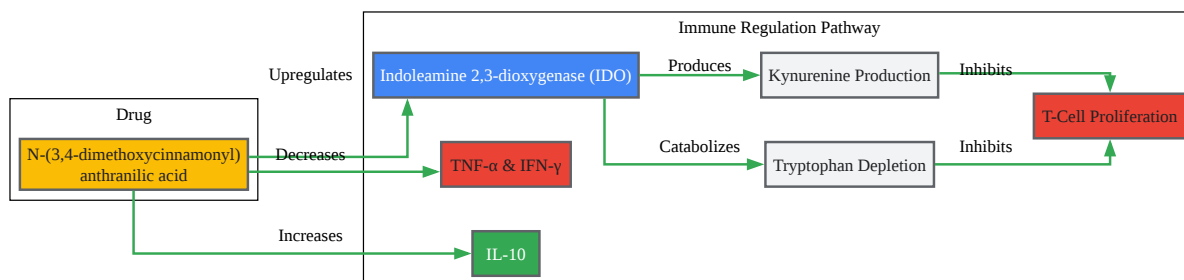 Immune Regulation Pathway
Upregulates
Indoleamine 2,3-dioxygenase (IDO)
Produces
Kynurenine Production
Inhibits
T-Cell Proliferation
Drug
N-(3,4-dimethoxycinnamonyl)
anthranilic acid
Decreases
TNF-α & IFN-γ
Catabolizes
Tryptophan Depletion
Inhibits
Increases
IL-10